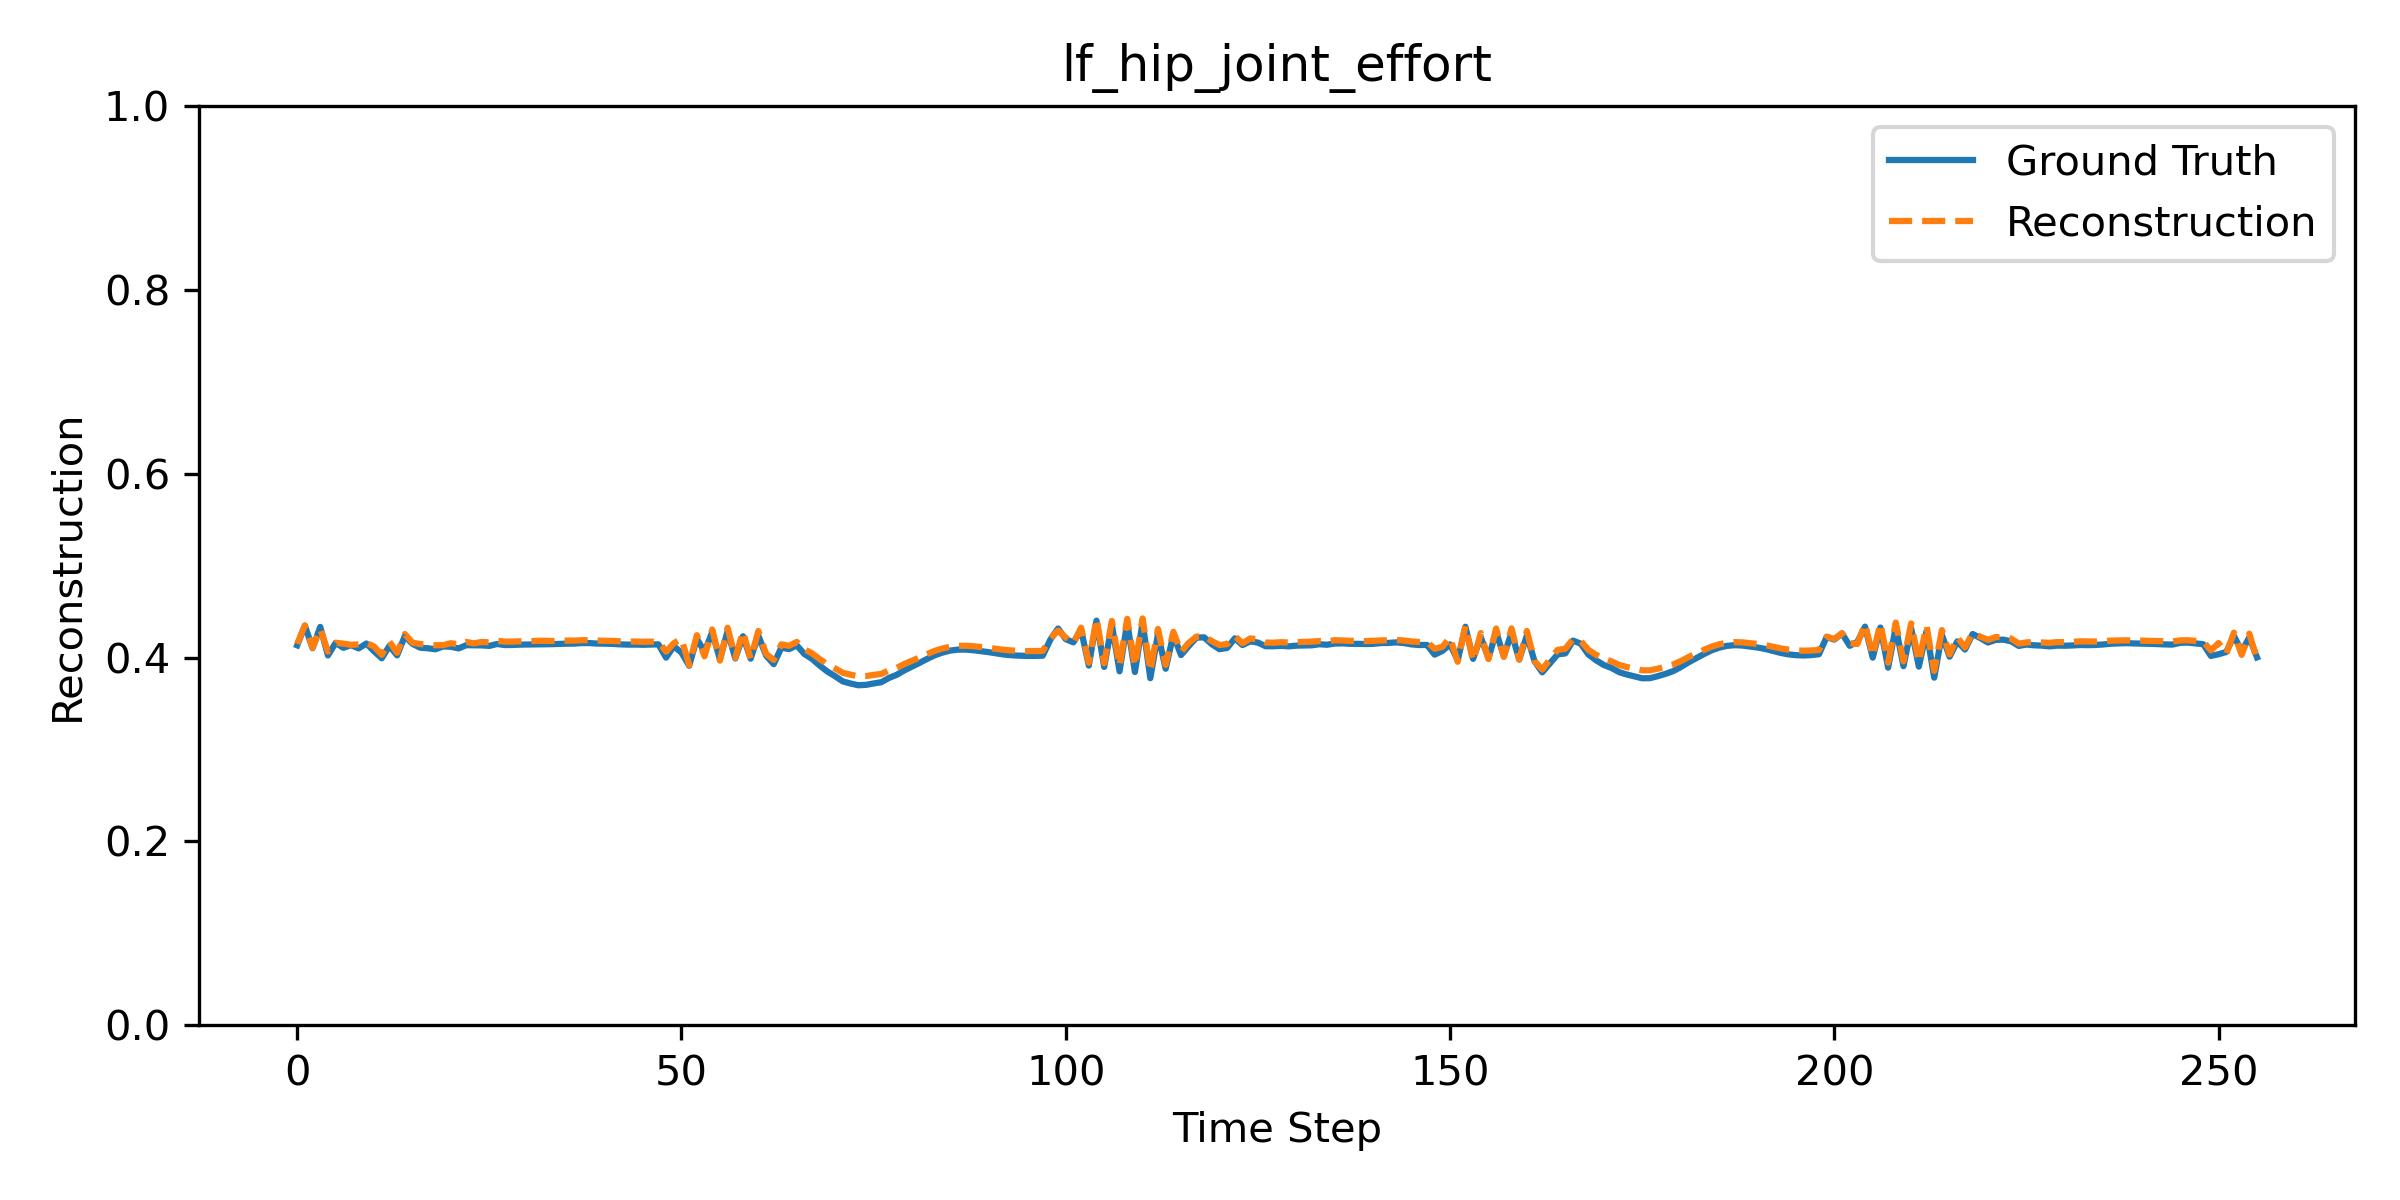 lf_hip_joint_effort
1.0
0.8
0.6
0.4
0.2
0.0
Reconstruction
Ground Truth
Reconstruction
0 50 100 150 200 250
Time Step